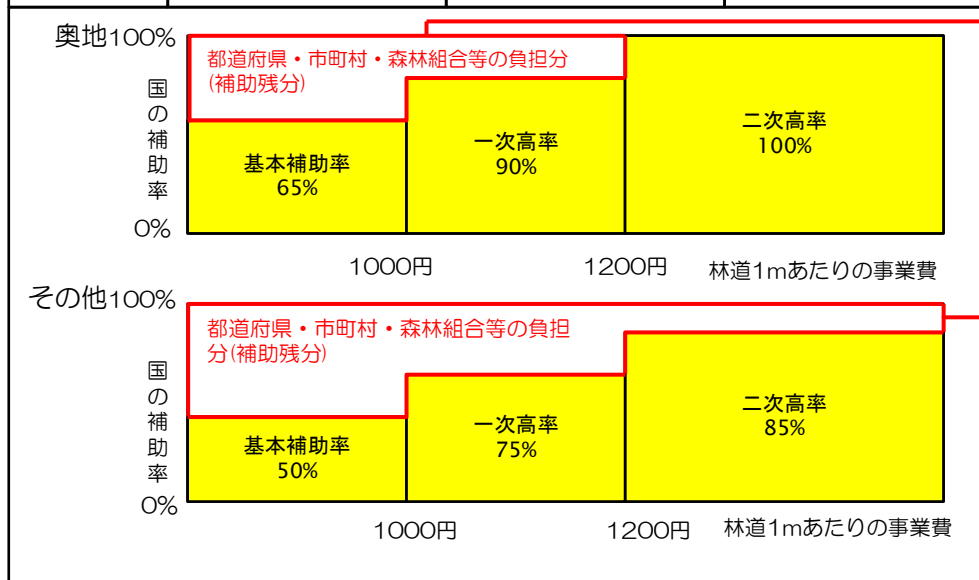 奥地100%
都道府県・市町村・森林組合等の負担分
(補助残分)
国の補助率
基本補助率
65%
一次高率
90%
二次高率
100%
0%
1000円
1200円
林道1mあたりの事業費
その他100%
都道府県・市町村・森林組合等の負担
分(補助残分)
国の補助率
基本補助率
50%
一次高率
75%
二次高率
85%
0%
1000円
1200円
林道1mあたりの事業費